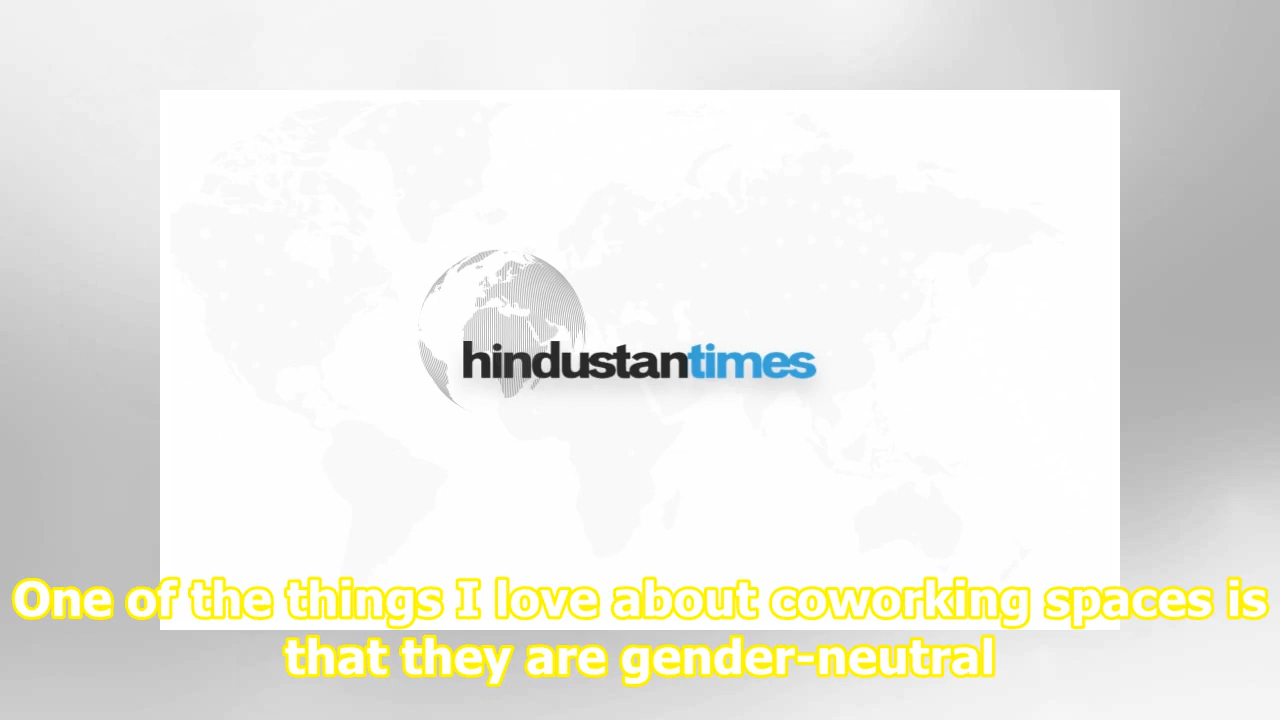 hindustantimes
One of the things I love about coworking spaces is
that they are gender-neutral